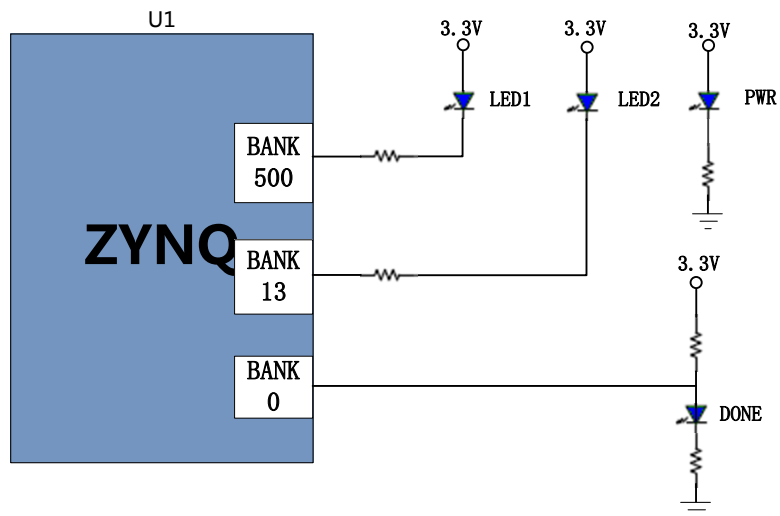 U1
3.3V
3.3V
3.3V
LED1
LED2
PWR
BANK
500
ZYNQ
BANK
13
3.3V
BANK
0
DONE